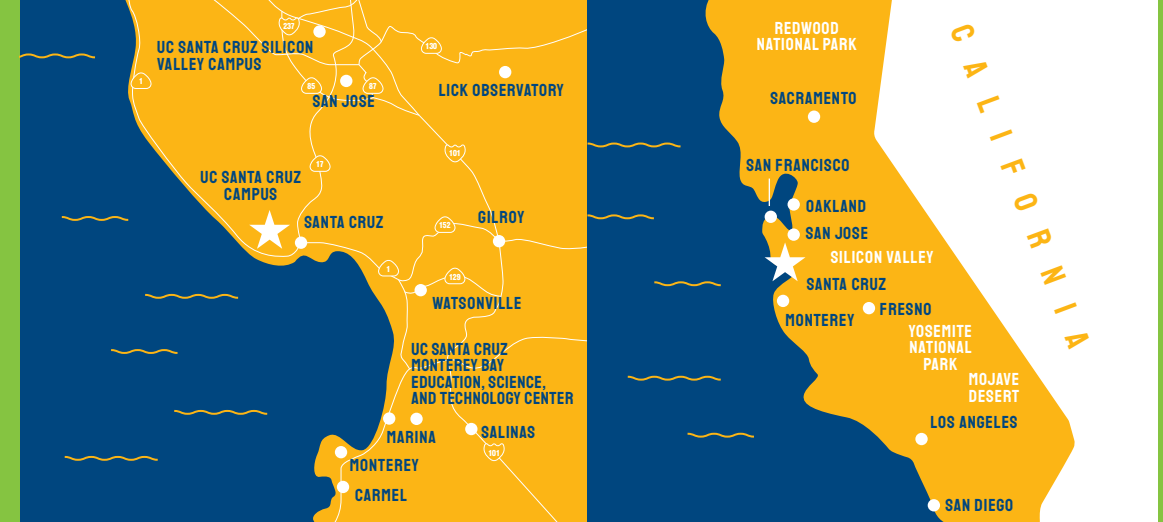 237
UC SANTA CRUZ SILICON
VALLEY CAMPUS
130
1
85
87
SAN JOSE
LICK OBSERVATORY
101
17
UC SANTA CRUZ
CAMPUS
SANTA CRUZ
152
GILROY
1
129
WATSONVILLE
UC SANTA CRUZ
MONTEREY BAY
EDUCATION, SCIENCE,
AND TECHNOLOGY CENTER
MARINA
SALINAS
101
MONTEREY
CARMEL
REDWOOD
NATIONAL PARK
SACRAMENTO
SAN FRANCISCO
OAKLAND
SAN JOSE
SILICON VALLEY
SANTA CRUZ
MONTEREY
FRESNO
YOSEMITE
NATIONAL
PARK
MOJAVE
DESERT
LOS ANGELES
SAN DIEGO
CALIFORNIA